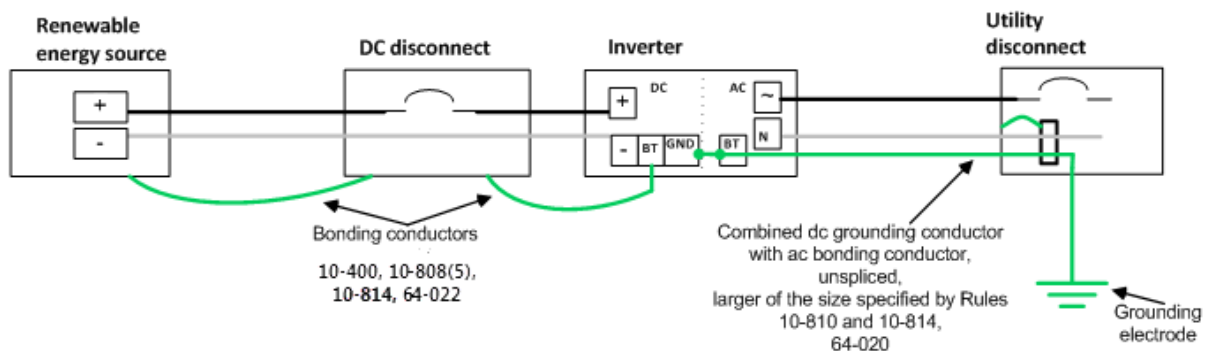 Renewable
energy source
DC disconnect
Inverter
Utility
disconnect
+
-
+
DC
AC
~
-
BT
GND
BT
N
Bonding conductors
10-400, 10-808(5),
10-814, 64-022
Combined dc grounding conductor
with ac bonding conductor,
unspliced,
larger of the size specified by Rules
10-810 and 10-814,
64-020
Grounding
electrode